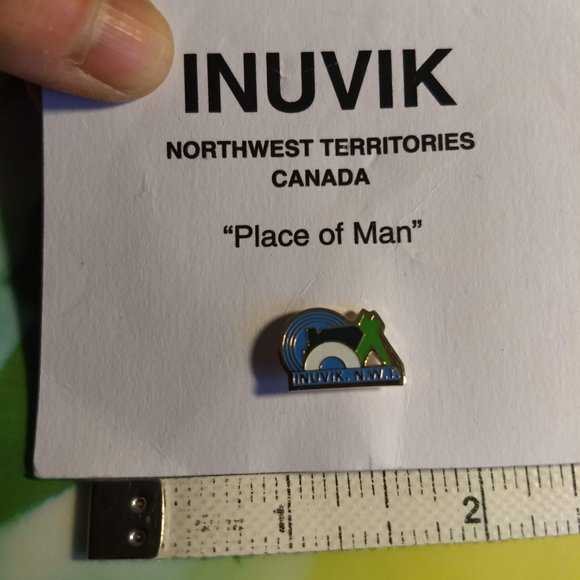 INUVIK
NORTHWEST TERRITORIES
CANADA
“Place of Man”
INUVIK. N.W.T.
2